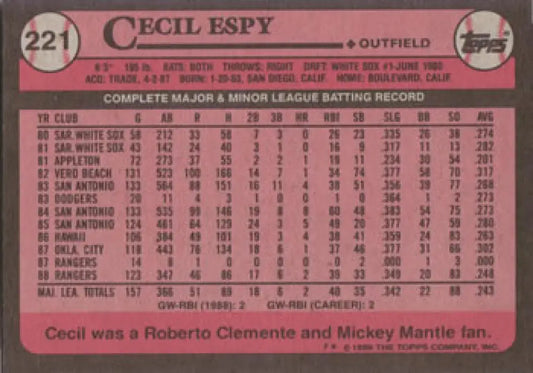 221
CECIL ESPY
OUTFIELD
TOPPS
6'3" 195 lb. BATS: BOTH THROWS: RIGHT DRAFT: WHITE SOX #1-JUNE 1980
ACQ: TRADE, 4-2-87 BORN: 1-20-63, SAN DIEGO, CALIF. HOME: BOULEVARD, CALIF.
COMPLETE MAJOR & MINOR LEAGUE BATTING RECORD
YR CLUB G AB R H 2B 3B HR RBI SB SLG BB SO AVG
80 SAR. WHITE SOX 58 212 33 58 7 3 0 26 23 .335 26 38 .274
81 SAR. WHITE SOX 43 142 24 40 3 1 0 16 9 .317 11 13 .282
81 APPLETON 72 273 37 55 2 2 1 19 11 .234 30 54 .201
82 VERO BEACH 131 523 100 166 14 7 1 34 74 .377 58 70 .317
83 SAN ANTONIO 133 564 88 151 16 11 4 38 51 .356 39 77 .268
83 DODGERS 20 11 4 3 1 0 0 1 0 .364 1 2 .273
84 SAN ANTONIO 133 535 99 146 19 8 8 60 48 .383 54 75 .273
85 SAN ANTONIO 124 461 64 129 24 3 5 49 20 .377 47 59 .280
86 HAWAII 106 384 49 101 19 3 4 38 41 .359 24 83 .263
87 OKLA. CITY 118 443 76 134 18 6 1 37 46 .377 31 66 .302
87 RANGERS 14 8 1 0 0 0 0 0 2 .000 1 3 .000
88 RANGERS 123 347 46 86 17 6 2 39 33 .349 20 83 .248
MAJ. LEA. TOTALS 157 366 51 89 18 6 2 40 35 .342 22 88 .243
GW-RBI (1988): 2 GW-RBI (CAREER): 2
Cecil was a Roberto Clemente and Mickey Mantle fan.
© 1989 THE TOPPS COMPANY, INC.